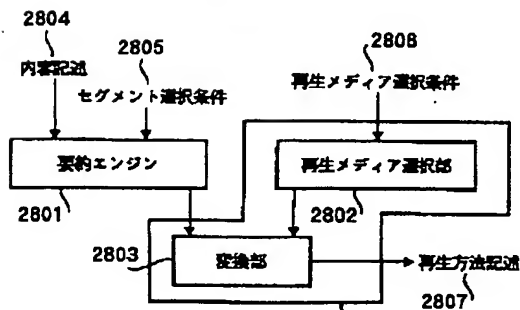 2804
内容記述
2805
セグメント選択条件
2808
再生メディア選択条件
要約エンジン
2801
再生メディア選択部
2802
2803
変換部
再生方法記述
2807